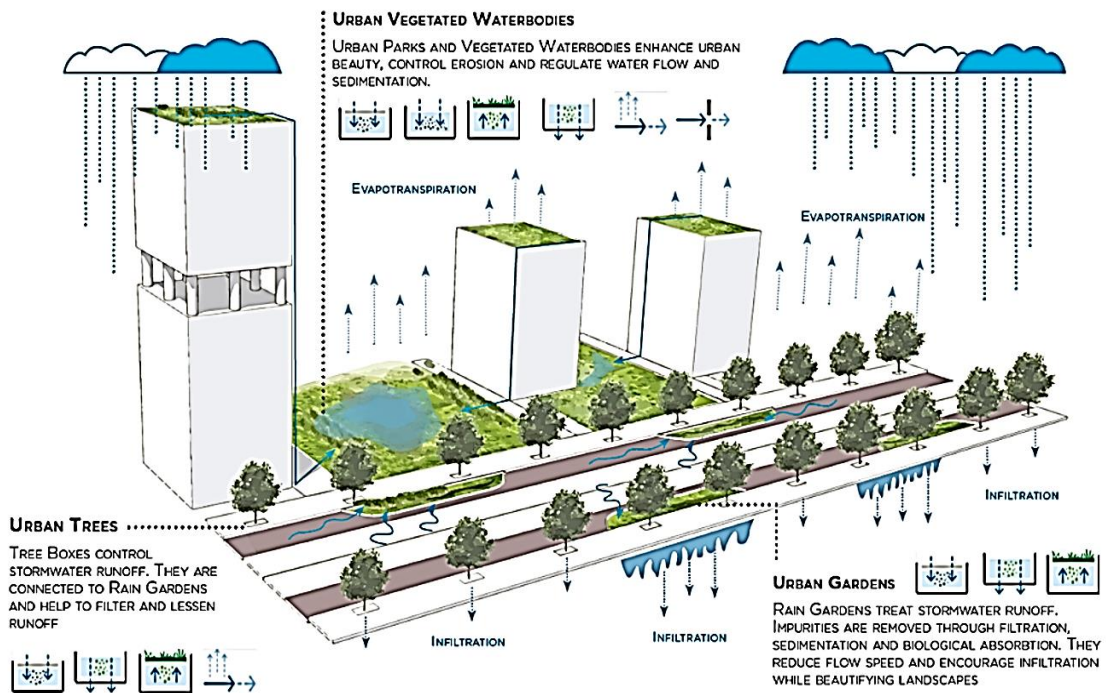 URBAN VEGETATED WATERBODIES
URBAN PARKS AND VEGETATED WATERBODIES ENHANCE URBAN
BEAUTY, CONTROL EROSION AND REGULATE WATER FLOW AND
SEDIMENTATION.
EVAPOTRANSPIRATION
EVAPOTRANSPIRATION
URBAN TREES
TREE BOXES CONTROL
STORMWATER RUNOFF. THEY ARE
CONNECTED TO RAIN GARDENS
AND HELP TO FILTER AND LESSEN
RUNOFF
INFILTRATION
INFILTRATION
INFILTRATION
URBAN GARDENS
RAIN GARDENS TREAT STORMWATER RUNOFF.
IMPURITIES ARE REMOVED THROUGH FILTRATION,
SEDIMENTATION AND BIOLOGICAL ABSORBTION. THEY
REDUCE FLOW SPEED AND ENCOURAGE INFILTRATION
WHILE BEAUTIFYING LANDSCAPES